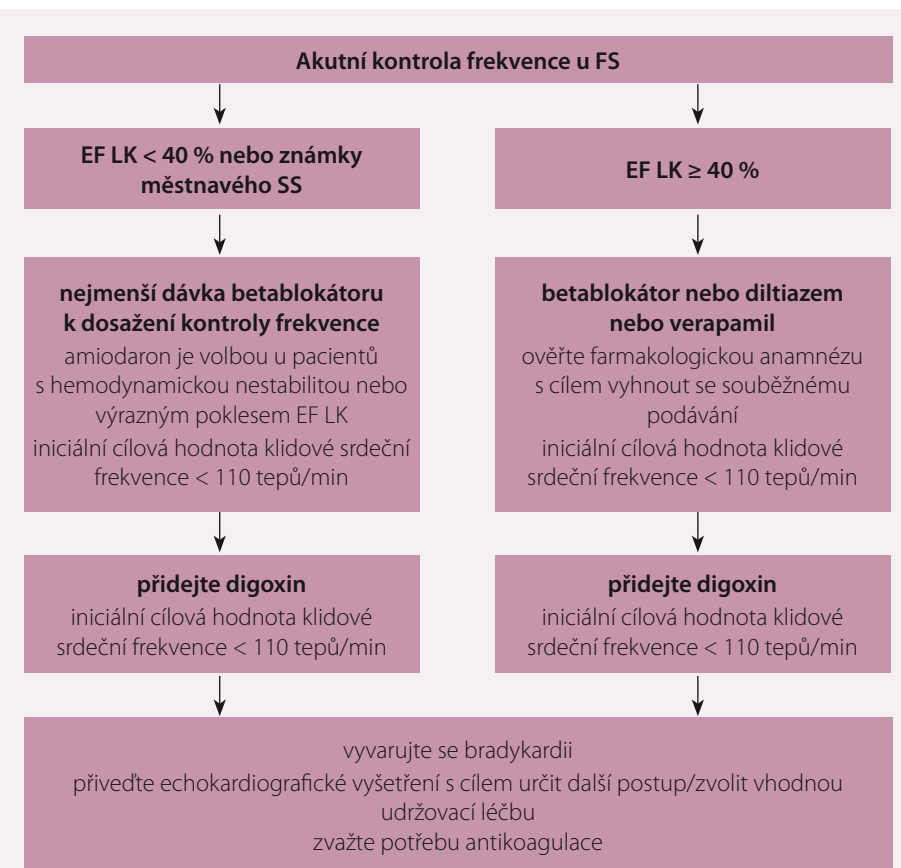 Akutní kontrola frekvence u FS
EF LK < 40 % nebo známky
městnavého SS
EF LK ≥ 40 %
nejmenší dávka betablokátoru
k dosažení kontroly frekvence
amiodaron je volbou u pacientů
s hemodynamickou nestabilitou nebo
výrazným poklesem EF LK
iniciální cílová hodnota klidové srdeční
frekvence < 110 tepů/min
betablokátor nebo diltiazem
nebo verapamil
ověřte farmakologickou anamnézu
s cílem vyhnout se souběžnému
podávání
iniciální cílová hodnota klidové
srdeční frekvence < 110 tepů/min
přidejte digoxin
iniciální cílová hodnota klidové
srdeční frekvence < 110 tepů/min
přidejte digoxin
iniciální cílová hodnota klidové
srdeční frekvence < 110 tepů/min
vyvarujte se bradykardii
přiveďte echokardiografické vyšetření s cílem určit další postup/zvolit vhodnou
udržovací léčbu
zvažte potřebu antikoagulace